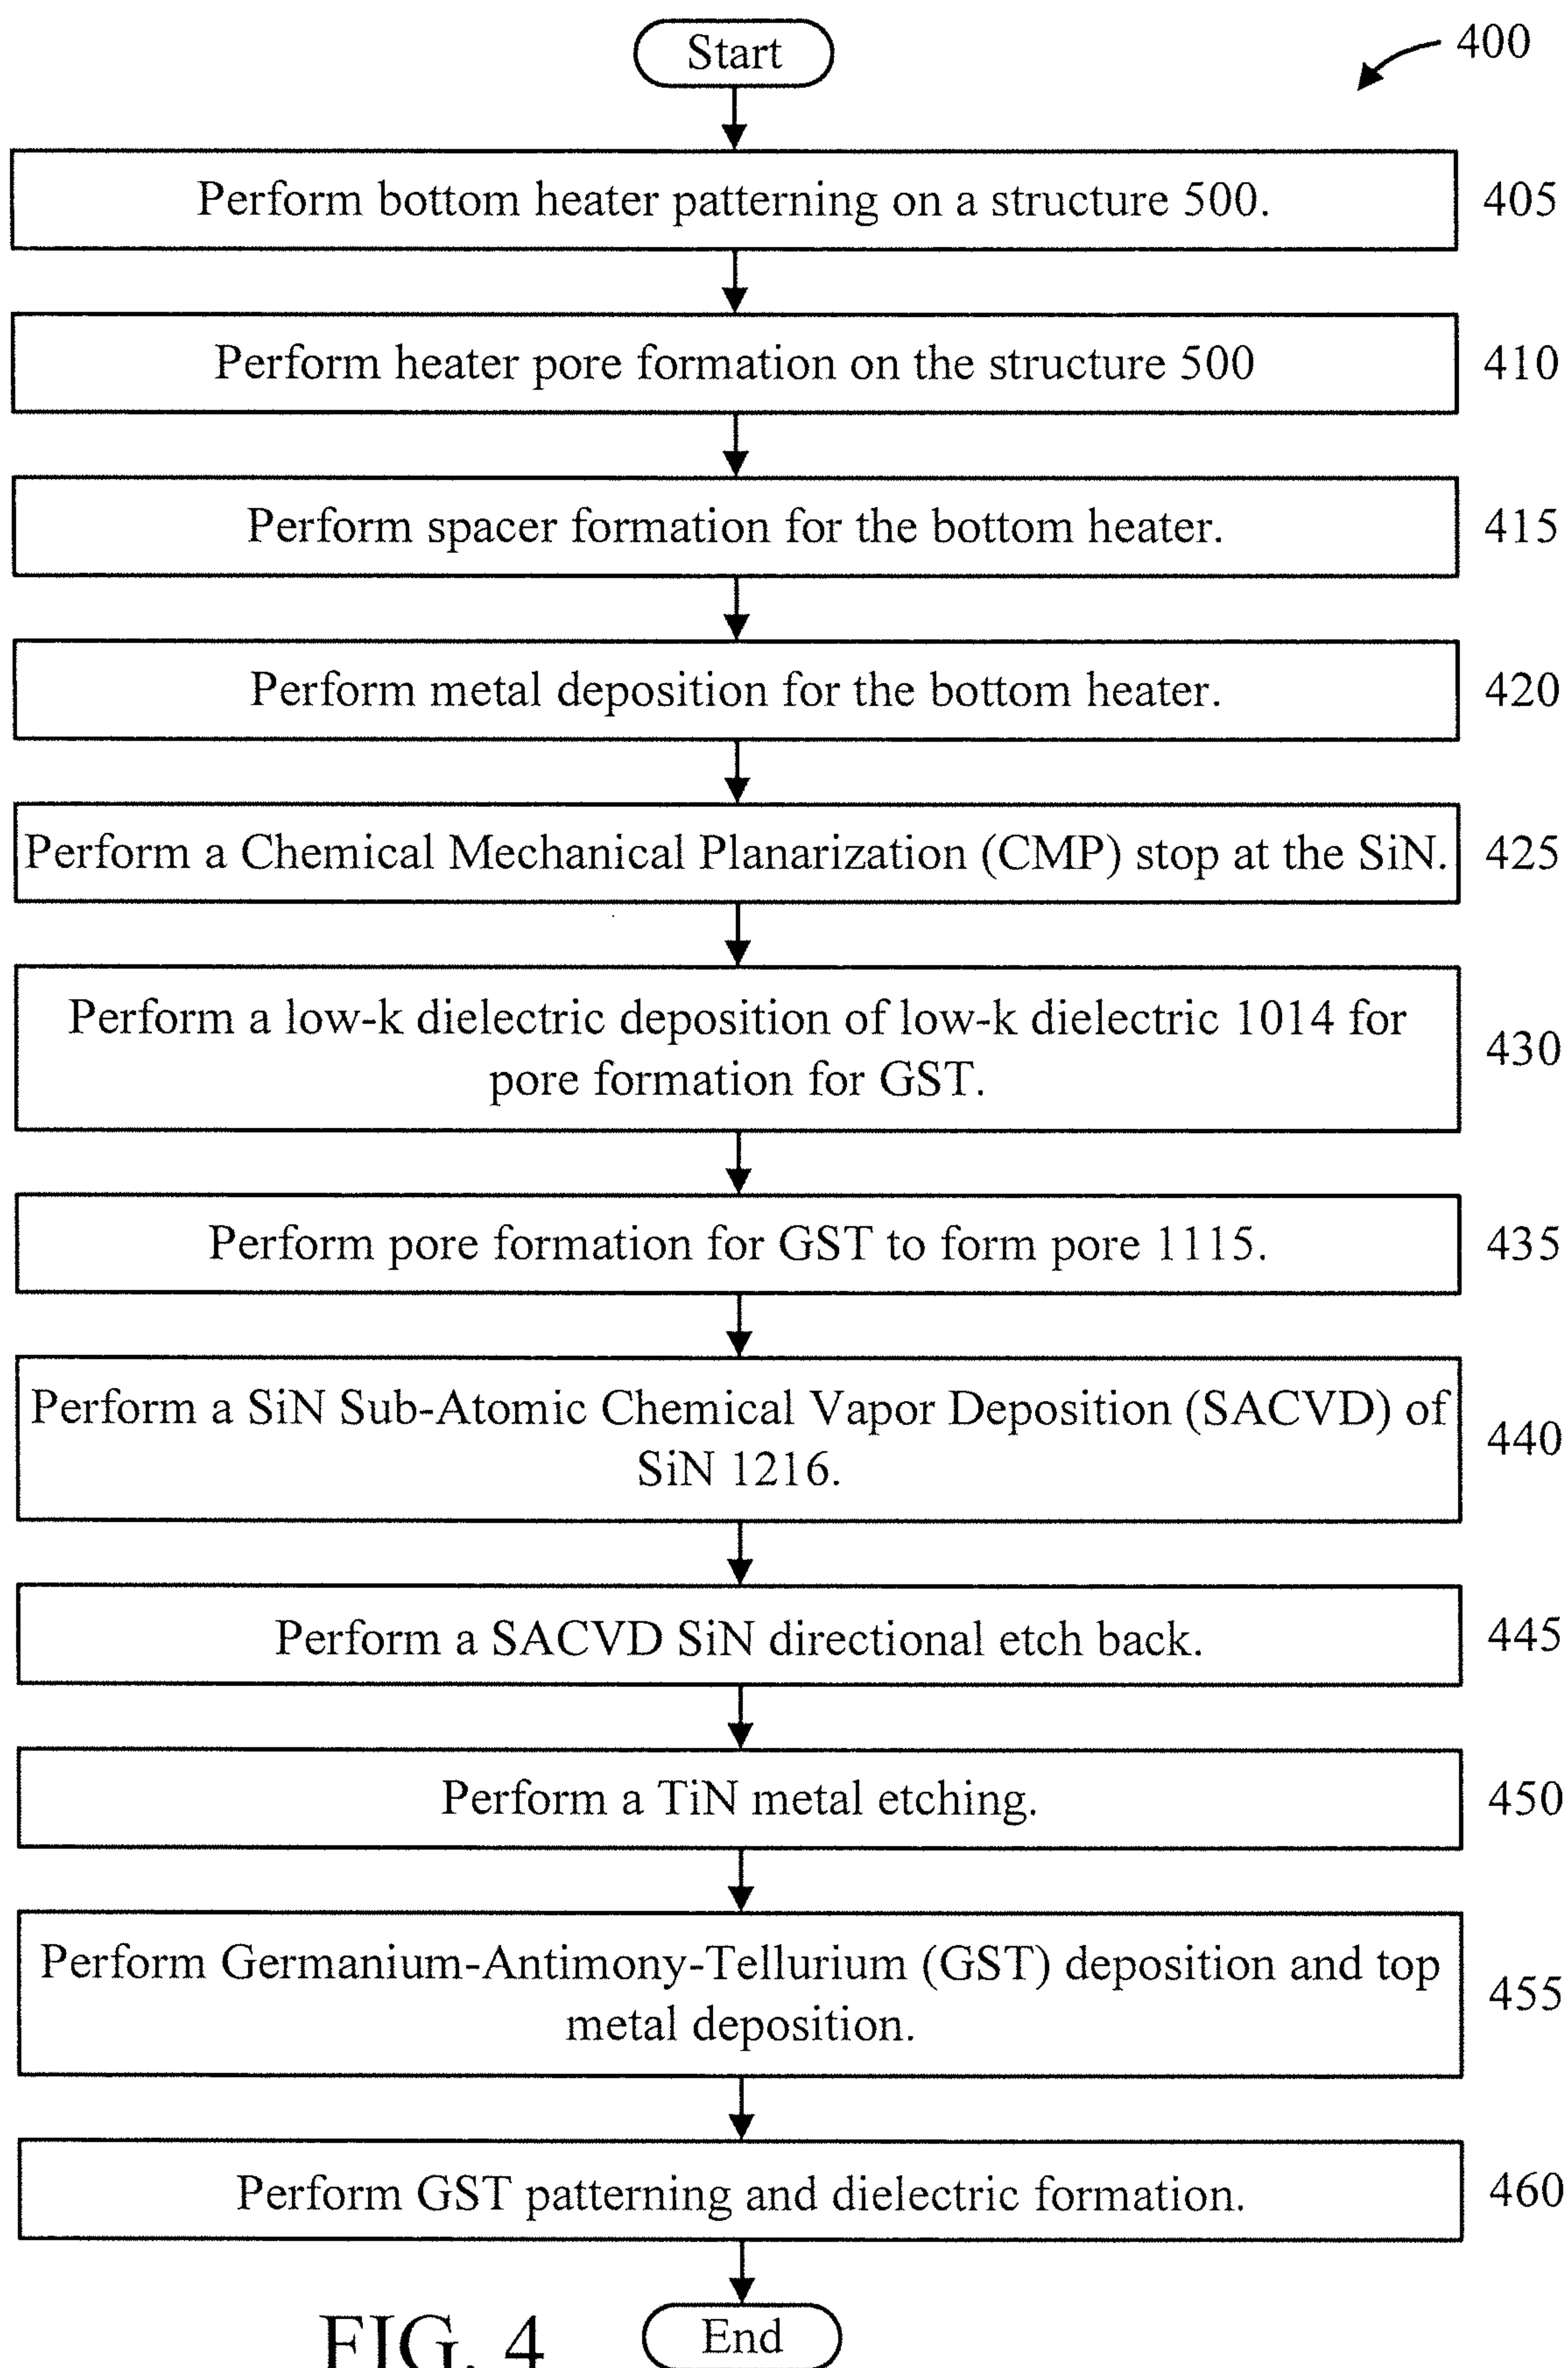 Start
400
Perform bottom heater patterning on a structure 500.
405
Perform heater pore formation on the structure 500
410
Perform spacer formation for the bottom heater.
415
Perform metal deposition for the bottom heater.
420
Perform a Chemical Mechanical Planarization (CMP) stop at the SiN.
425
Perform a low-k dielectric deposition of low-k dielectric 1014 for
pore formation for GST.
430
Perform pore formation for GST to form pore 1115.
435
Perform a SiN Sub-Atomic Chemical Vapor Deposition (SACVD) of
SiN 1216.
440
Perform a SACVD SiN directional etch back.
445
Perform a TiN metal etching.
450
Perform Germanium-Antimony-Tellurium (GST) deposition and top
metal deposition.
455
Perform GST patterning and dielectric formation.
460
End
FIG. 4